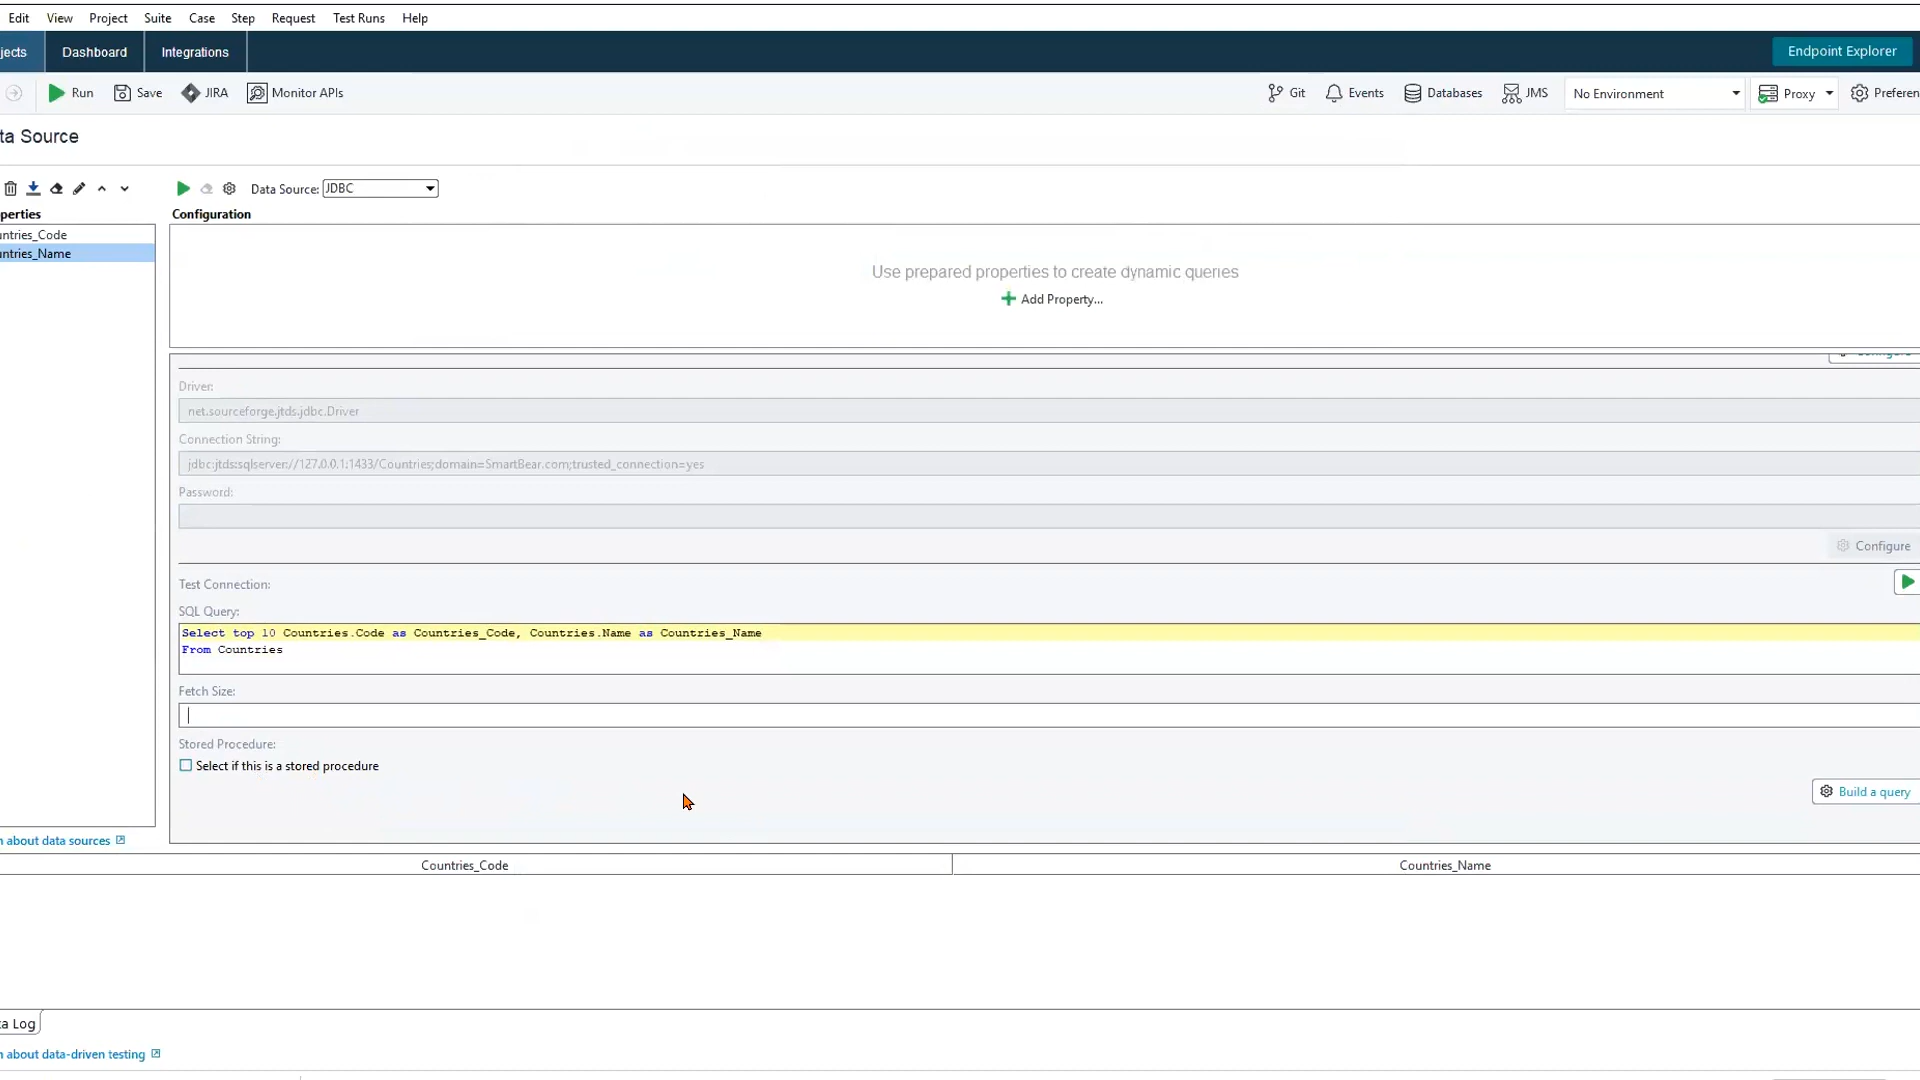 Edit View Project Suite Case Step Request Test Runs Help
jects Dashboard Integrations Endpoint Explorer
Run Save JIRA Monitor APIs Git Events Databases JMS No Environment Proxy Preferen
ta Source
Data Source: JDBC
perties Configuration
untries_Code
untries_Name
Use prepared properties to create dynamic queries
Add Property...
Driver:
net.sourceforge.jtds.jdbc.Driver
Connection String:
jdbc:jtds:sqlserver://127.0.0.1:1433/Countries;domain=SmartBear.com;trusted_connection=yes
Password:
Configure
Test Connection:
SQL Query:
Select top 10 Countries.Code as Countries_Code, Countries.Name as Countries_Name
From Countries
Fetch Size:
Stored Procedure:
Select if this is a stored procedure
Build a query
n about data sources
Countries_Code Countries_Name
ta Log
n about data-driven testing